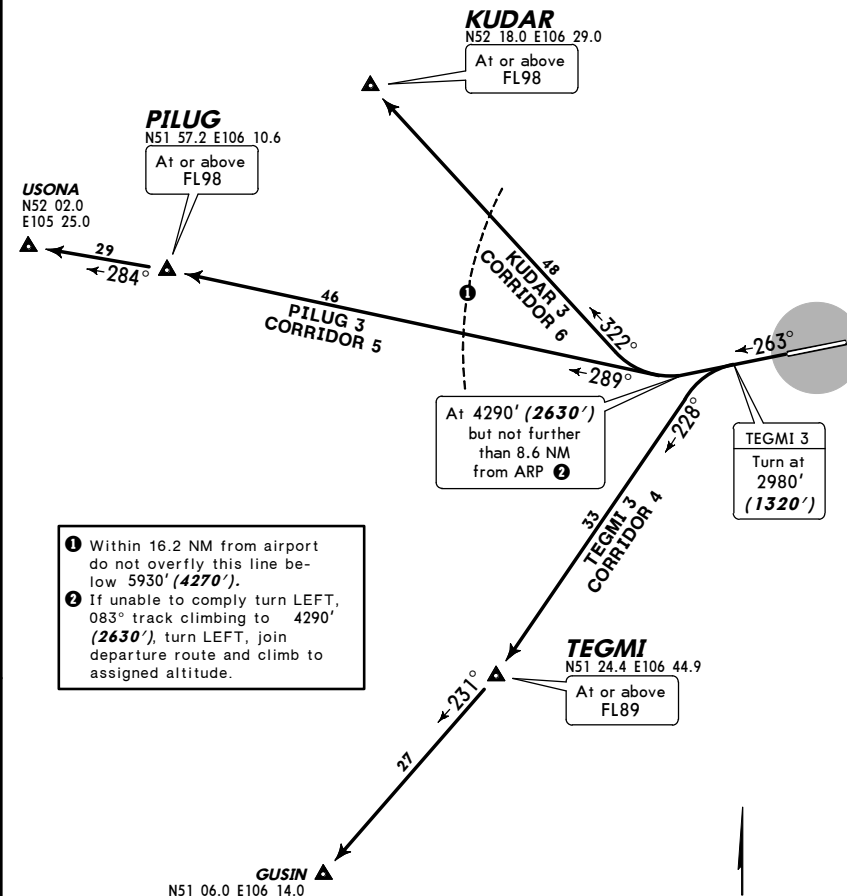 KUDAR
N52 18.0 E106 29.0
At or above
FL98
PILUG
N51 57.2 E106 10.6
At or above
FL98
USONA
N52 02.0
E105 25.0
29
284°
46
PILUG 3
CORRIDOR 5
❶
48
KUDAR 3
CORRIDOR 6
322°
289°
263°
At 4290' (2630')
but not further
than 8.6 NM
from ARP ❷
228°
TEGMI 3
Turn at
2980'
(1320')
33
TEGMI 3
CORRIDOR 4
❶ Within 16.2 NM from airport
do not overfly this line be-
low 5930' (4270').
❷ If unable to comply turn LEFT,
083° track climbing to 4290'
(2630'), turn LEFT, join
departure route and climb to
assigned altitude.
TEGMI
N51 24.4 E106 44.9
At or above
FL89
231°
27
GUSIN
N51 06.0 E106 14.0